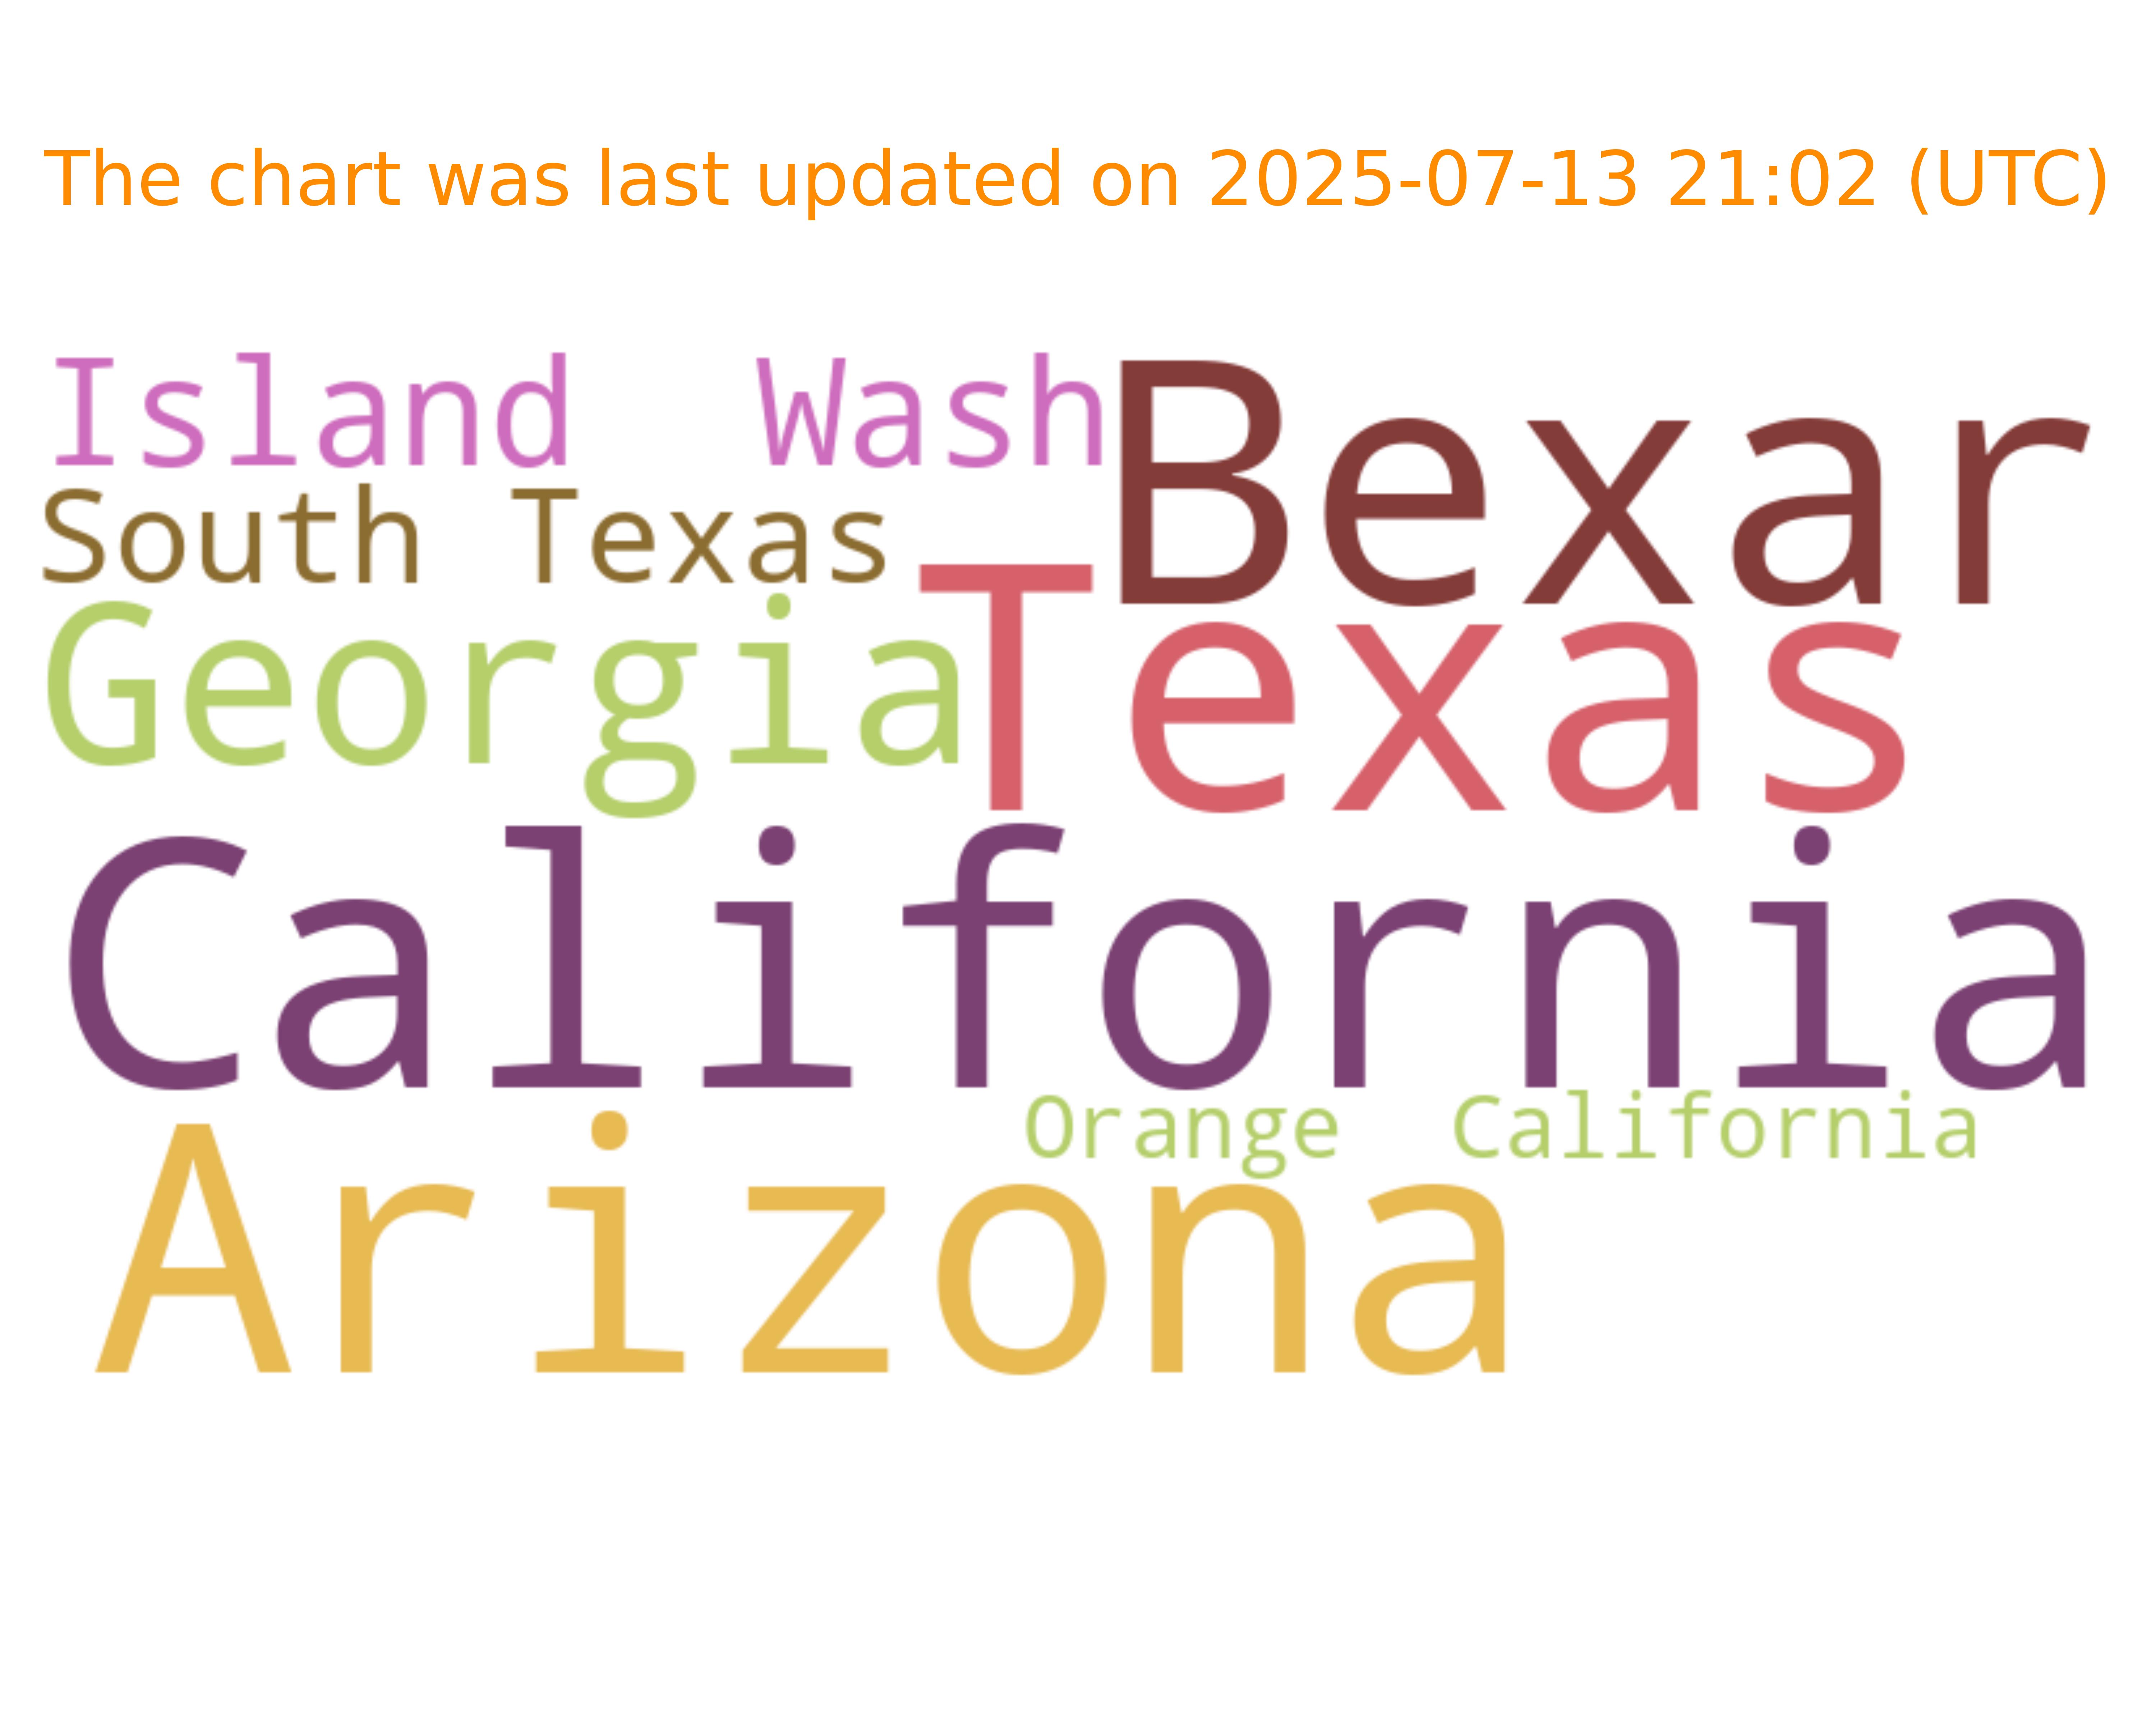 The chart was last updated on 2025-07-13 21:02 (UTC)
Island Wash
Bexar
South Texas
Georgia
Texas
California
Orange California
Arizona